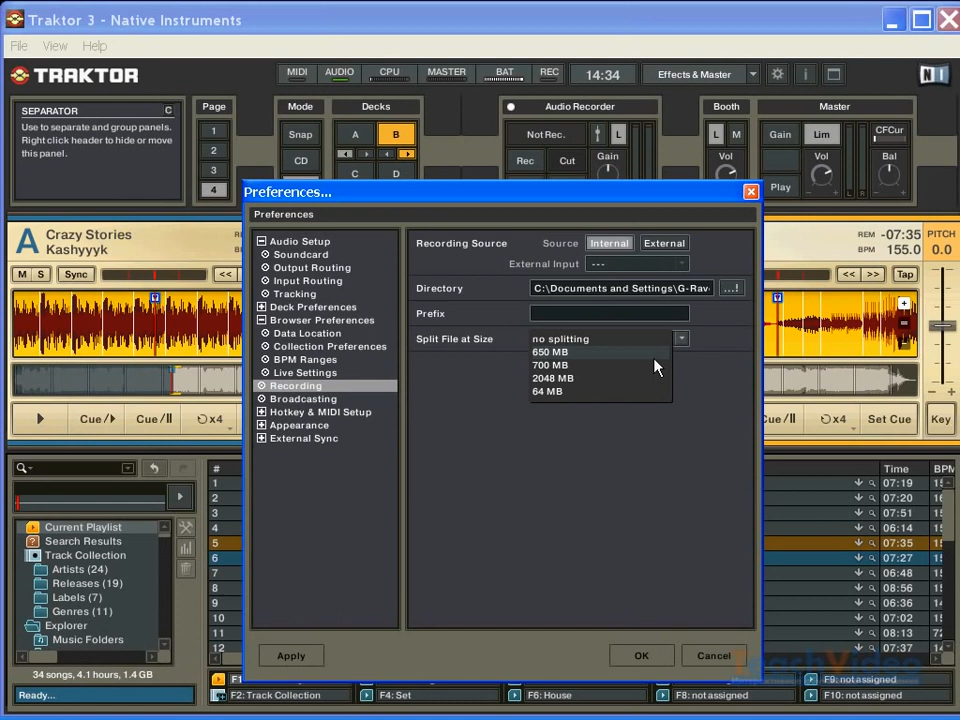 Traktor 3 - Native Instruments
File View Help
TRAKTOR
MIDI AUDIO CPU MASTER BAT REC 14:34 Effects & Master i NI
SEPARATOR C
Use to separate and group panels.
Right click header to hide or move
this panel.
Page
1
2
3
4
Mode
Snap
CD
Decks
A B
C D
Audio Recorder
Not Rec. L
Rec Cut Gain
Booth
L M
Vol
Master
Gain Lim CFCur
Vol Bal
Play L R
Preferences...
Preferences
Audio Setup
Soundcard
Output Routing
Input Routing
Tracking
Deck Preferences
Browser Preferences
Data Location
Collection Preferences
BPM Ranges
Live Settings
Recording
Broadcasting
Hotkey & MIDI Setup
Appearance
External Sync
Recording Source Source Internal External
External Input ---
Directory C:\Documents and Settings\G-Rav ...!
Prefix
Split File at Size
no splitting
650 MB
700 MB
2048 MB
64 MB
Apply OK Cancel
A Crazy Stories
Kashyyyk
M S Sync <<
REM -07:35
BPM 155.0
PITCH
0.0
<< >> Tap
Cue/ Cue/II x4
Cue/II x4 Set Cue Key
Current Playlist
Search Results
Track Collection
Artists (24)
Releases (19)
Labels (7)
Genres (11)
Explorer
Music Folders
34 songs, 4.1 hours, 1.4 GB
Ready...
# Time BPM
1 07:19
2 07:20
3 07:51
4 06:14
5 07:35
6 07:27
7 06:48
8 08:56
9 06:36
10 07:02
11 08:13
12 07:37
F9: not assigned
F2: Track Collection F4: Set F6: House F8: not assigned F10: not assigned
TeachVideo